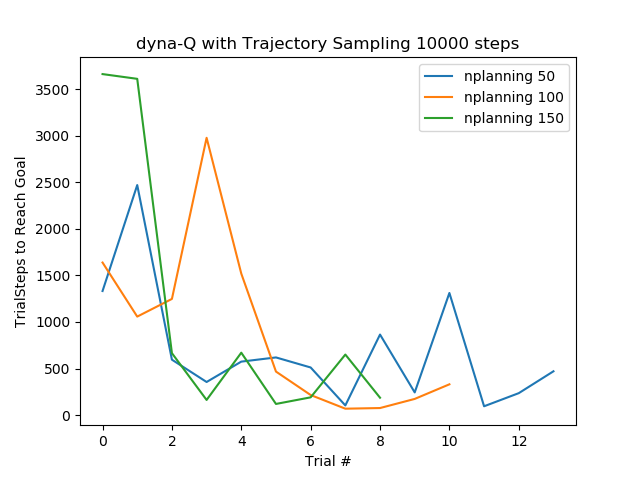 dyna-Q with Trajectory Sampling 10000 steps
nplanning 50
nplanning 100
nplanning 150
TrialSteps to Reach Goal
3500
3000
2500
2000
1500
1000
500
0
0 2 4 6 8 10 12
Trial #